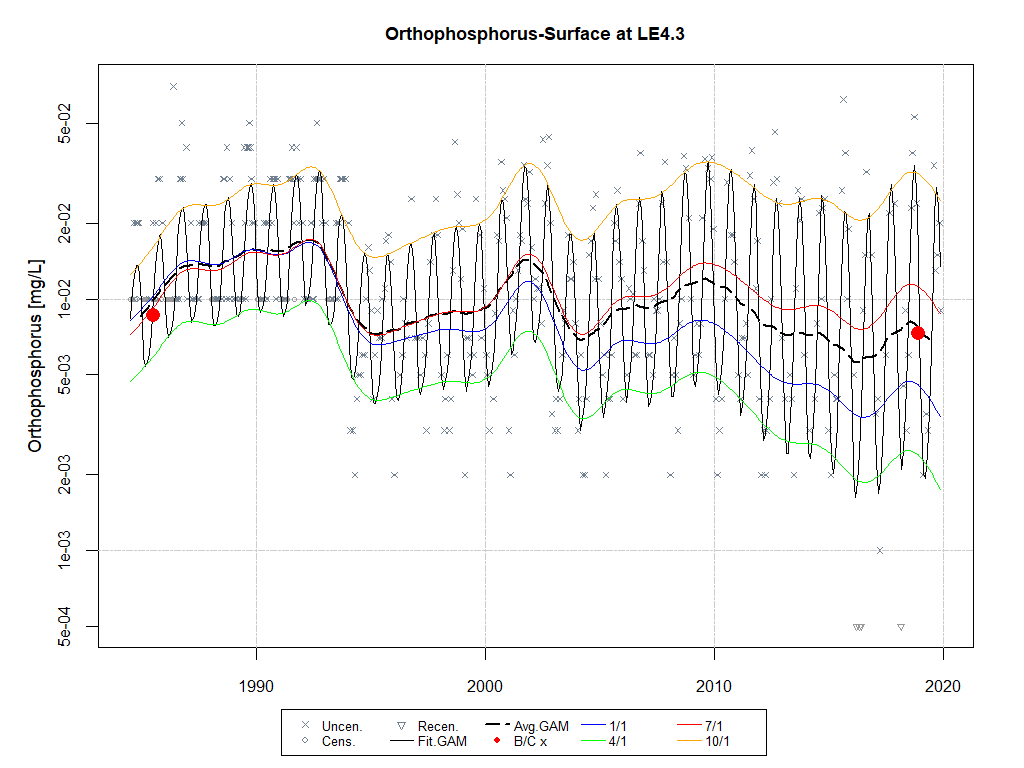 Orthophosphorus-Surface at LE4.3
Orthophosphorus [mg/L]
5e-02
2e-02
1e-02
5e-03
2e-03
1e-03
5e-04
1990 2000 2010 2020
Uncen. Recen. Avg.GAM 1/1 7/1
Cens. Fit.GAM B/C x 4/1 10/1